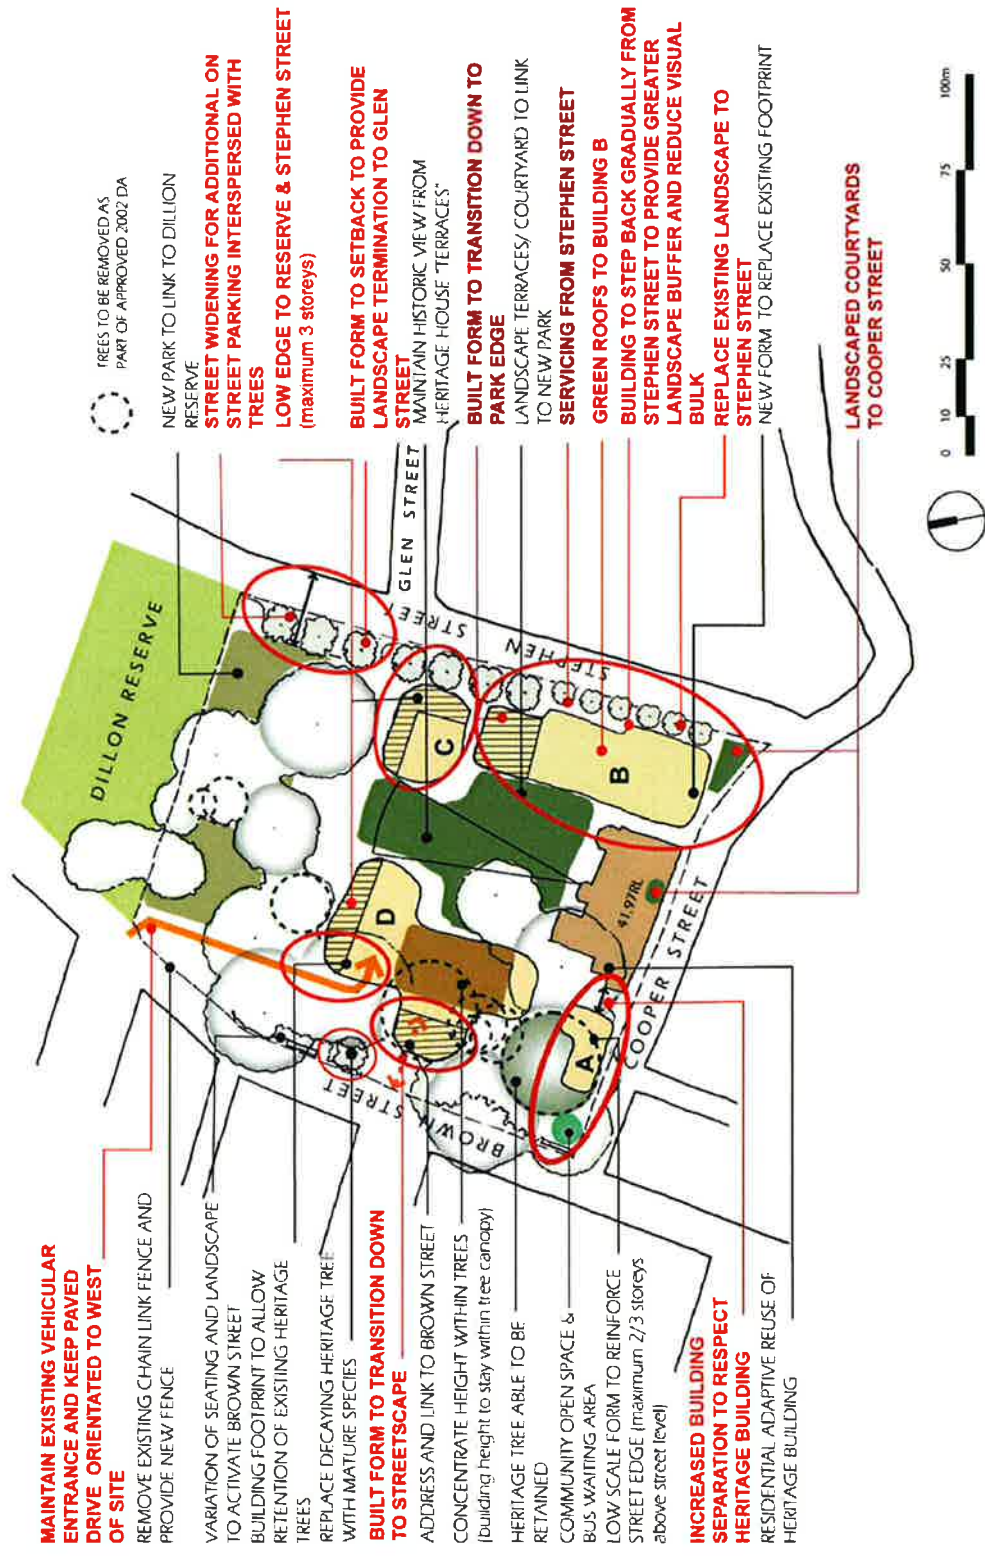 MAINTAIN EXISTING VEHICULAR
ENTRANCE AND KEEP PAVED
DRIVE ORIENTATED TO WEST
OF SITE
REMOVE EXISTING CHAIN LINK FENCE AND
PROVIDE NEW FENCE
VARIATION OF SEATING AND LANDSCAPE
TO ACTIVATE BROWN STREET
BUILDING FOOTPRINT TO ALLOW
RETENTION OF EXISTING HERITAGE
TREES
REPLACE DECAYING HERITAGE TREE
WITH MATURE SPECIES
BUILT FORM TO TRANSITION DOWN
TO STREETSCAPE
ADDRESS AND LINK TO BROWN STREET
CONCENTRATE HEIGHT WITHIN TREES
(building height to stay within tree canopy)
HERITAGE TREE ABLE TO BE
RETAINED
COMMUNITY OPEN SPACE &
BUS WAITING AREA
LOW SCALE FORM TO REINFORCE
STREET EDGE (maximum 2/3 storeys
above street level)
INCREASED BUILDING
SEPARATION TO RESPECT
HERITAGE BUILDING
RESIDENTIAL ADAPTIVE REUSE OF
HERITAGE BUILDING
DILLON RESERVE
BROWN STREET
COOPER STREET
STEPHEN STREET
GLEN STREET
A
B
C
D
41.97RL
TREES TO BE REMOVED AS
PART OF APPROVED 2002 DA
NEW PARK TO LINK TO DILLION
RESERVE
STREET WIDENING FOR ADDITIONAL ON
STREET PARKING INTERSPERSED WITH
TREES
LOW EDGE TO RESERVE & STEPHEN STREET
(maximum 3 storeys)
BUILT FORM TO SETBACK TO PROVIDE
LANDSCAPE TERMINATION TO GLEN
STREET
MAINTAIN HISTORIC VIEW FROM
HERITAGE HOUSE "TERRACES"
BUILT FORM TO TRANSITION DOWN TO
PARK EDGE
LANDSCAPE TERRACES/ COURTYARD TO LINK
TO NEW PARK
SERVICING FROM STEPHEN STREET
GREEN ROOFS TO BUILDING B
BUILDING TO STEP BACK GRADUALLY FROM
STEPHEN STREET TO PROVIDE GREATER
LANDSCAPE BUFFER AND REDUCE VISUAL
BULK
REPLACE EXISTING LANDSCAPE TO
STEPHEN STREET
NEW FORM TO REPLACE EXISTING FOOTPRINT
LANDSCAPED COURTYARDS
TO COOPER STREET
0 10 25 50 75 100m